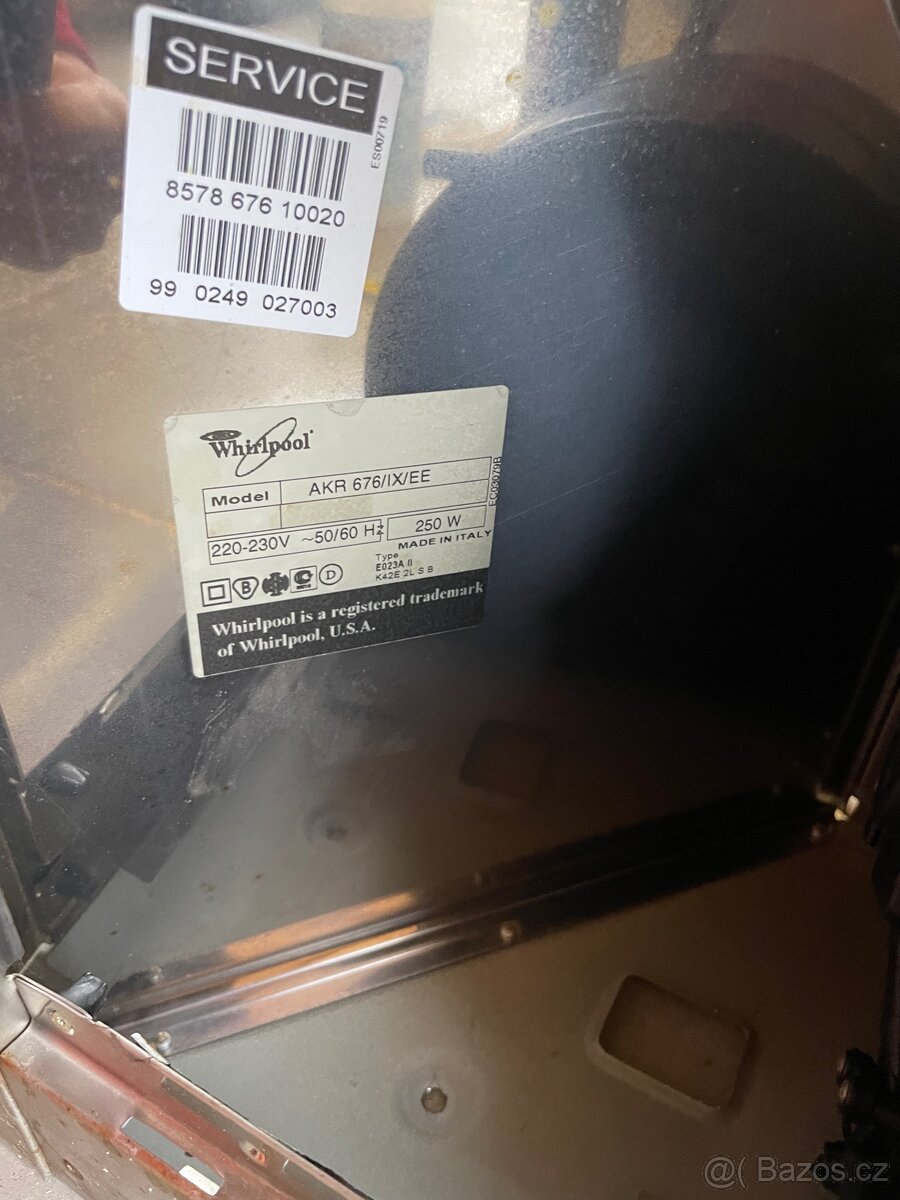 SERVICE
ES00719
8578 676 10020
99 0249 027003
Whirlpool
Model AKR 676/IX/EE
EC03079B
220-230V ~50/60 Hz 250 W
MADE IN ITALY
Type
E023A II
K42E 2L S B
B D
Whirlpool is a registered trademark
of Whirlpool, U.S.A.
@( Bazos.cz